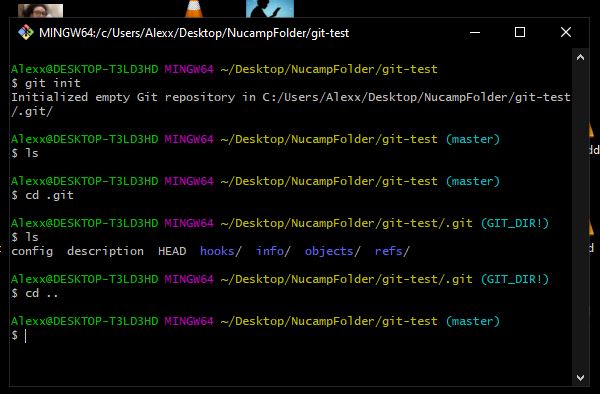 MINGW64:/c/Users/Alexx/Desktop/NucampFolder/git-test
Alexx@DESKTOP-T3LD3HD MINGW64 ~/Desktop/NucampFolder/git-test
$ git init
Initialized empty Git repository in C:/Users/Alexx/Desktop/NucampFolder/git-test
/.git/
Alexx@DESKTOP-T3LD3HD MINGW64 ~/Desktop/NucampFolder/git-test (master)
$ ls
Alexx@DESKTOP-T3LD3HD MINGW64 ~/Desktop/NucampFolder/git-test (master)
$ cd .git
Alexx@DESKTOP-T3LD3HD MINGW64 ~/Desktop/NucampFolder/git-test/.git (GIT_DIR!)
$ ls
config  description  HEAD  hooks/  info/  objects/  refs/
Alexx@DESKTOP-T3LD3HD MINGW64 ~/Desktop/NucampFolder/git-test/.git (GIT_DIR!)
$ cd ..
Alexx@DESKTOP-T3LD3HD MINGW64 ~/Desktop/NucampFolder/git-test (master)
$